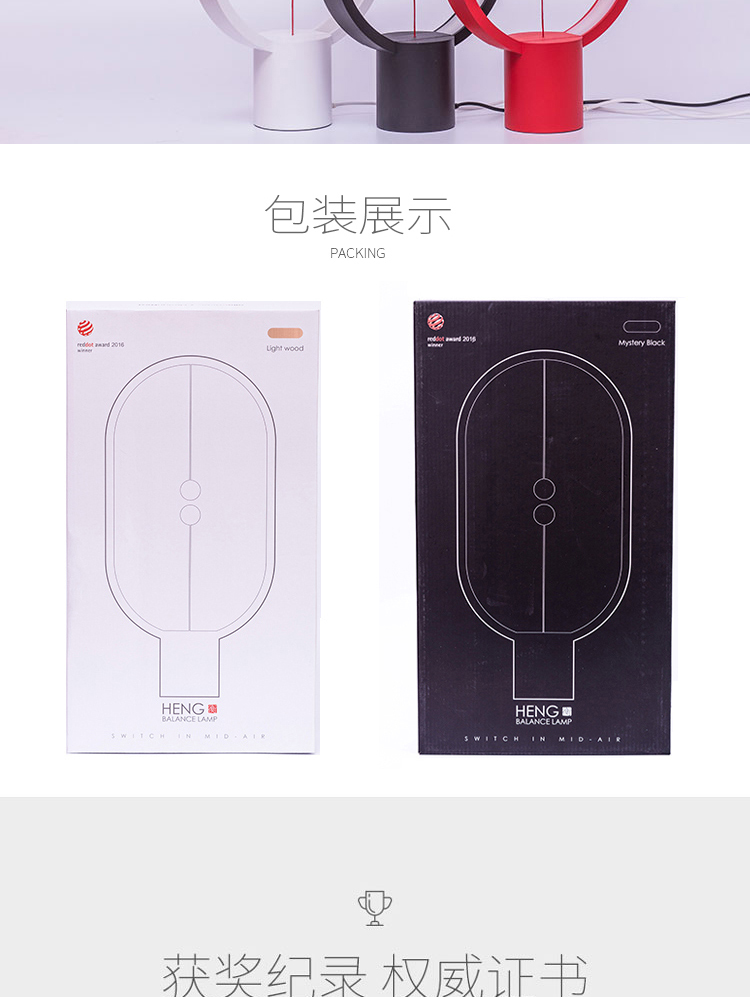 包装展示
PACKING
reddot award 2016
winner
Light wood
HENG
BALANCE LAMP
SWITCH IN MID-AIR
reddot award 2016
winner
Mystery Black
HENG
BALANCE LAMP
SWITCH IN MID-AIR
获奖纪录 权威证书